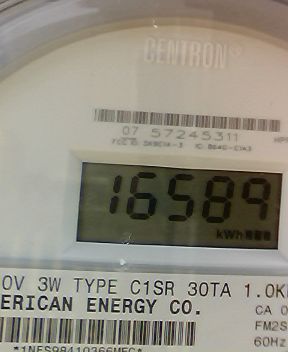 CENTRON
07 57245311
16589
kWh
0V 3W TYPE C1SR 30TA 1.0K
ERICAN ENERGY CO.
CA 0
FM2S
60Hz